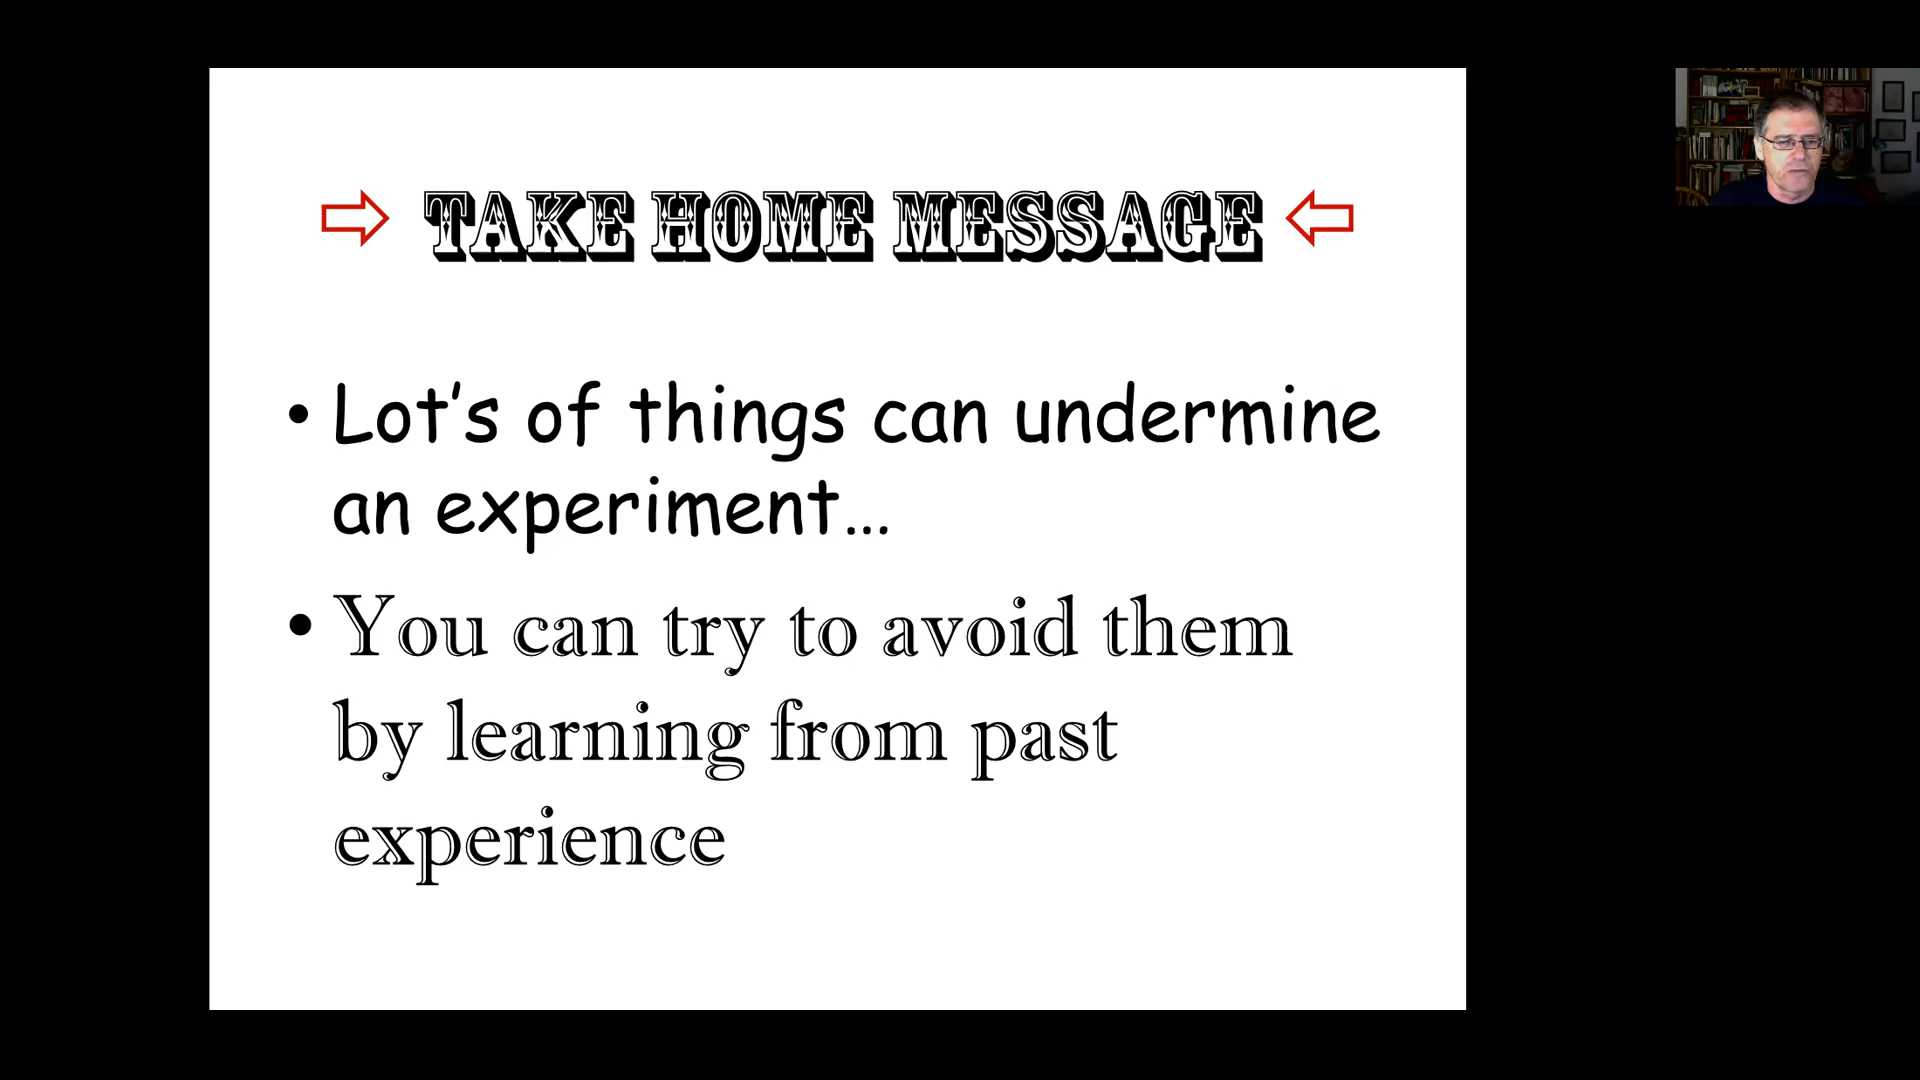 TAKE HOME MESSAGE
• Lot’s of things can undermine
an experiment…
• You can try to avoid them
by learning from past
experience